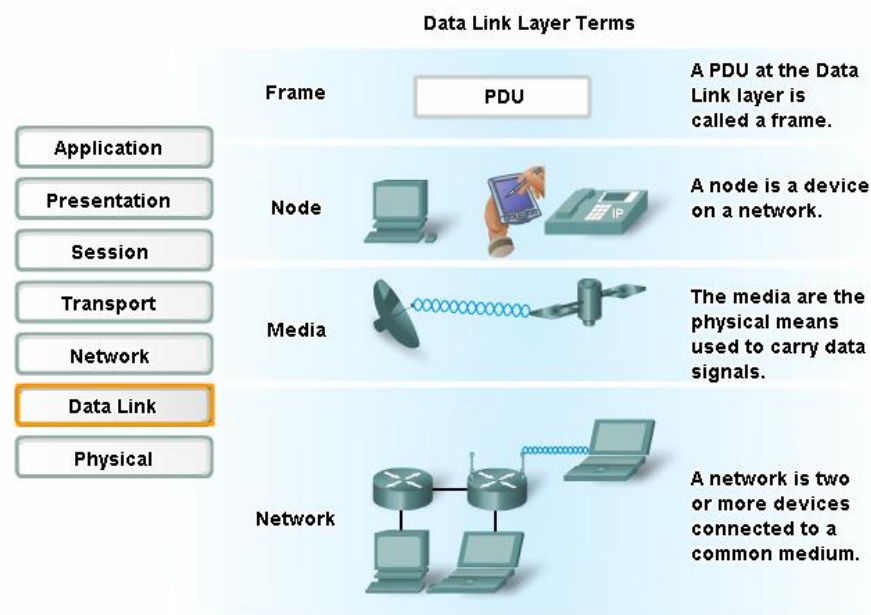 Data Link Layer Terms
Application
Presentation
Session
Transport
Network
Data Link
Physical
Frame
PDU
A PDU at the Data
Link layer is
called a frame.
Node
IP
A node is a device
on a network.
Media
The media are the
physical means
used to carry data
signals.
Network
A network is two
or more devices
connected to a
common medium.